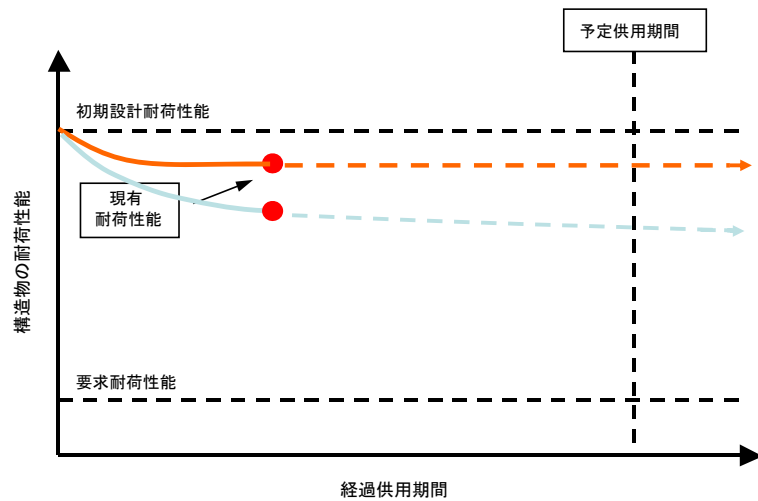 予定供用期間
初期設計耐荷性能
現有
耐荷性能
構造物の耐荷性能
要求耐荷性能
経過供用期間